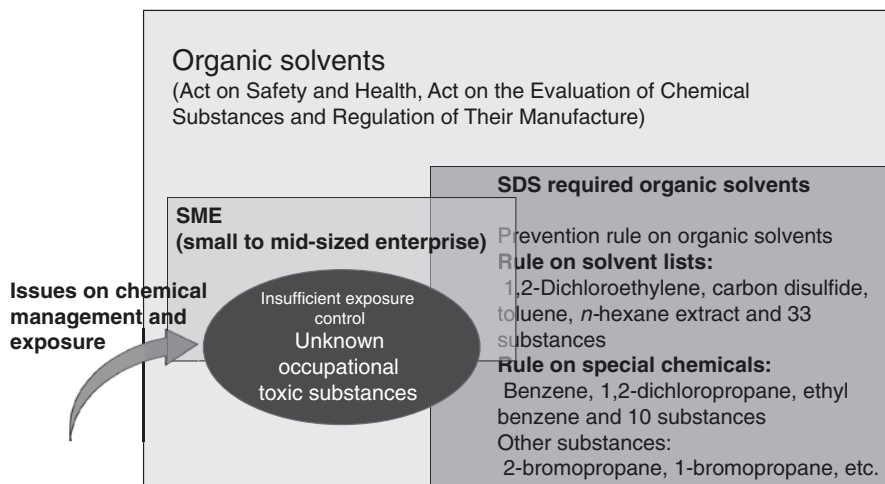 Organic solvents
(Act on Safety and Health, Act on the Evaluation of Chemical
Substances and Regulation of Their Manufacture)
SDS required organic solvents
SME
(small to mid-sized enterprise)
Prevention rule on organic solvents
Rule on solvent lists:
1,2-Dichloroethylene, carbon disulfide,
toluene, n-hexane extract and 33
substances
Rule on special chemicals:
Benzene, 1,2-dichloropropane, ethyl
benzene and 10 substances
Other substances:
2-bromopropane, 1-bromopropane, etc.
Issues on chemical
management and
exposure
Insufficient exposure
control
Unknown
occupational
toxic substances